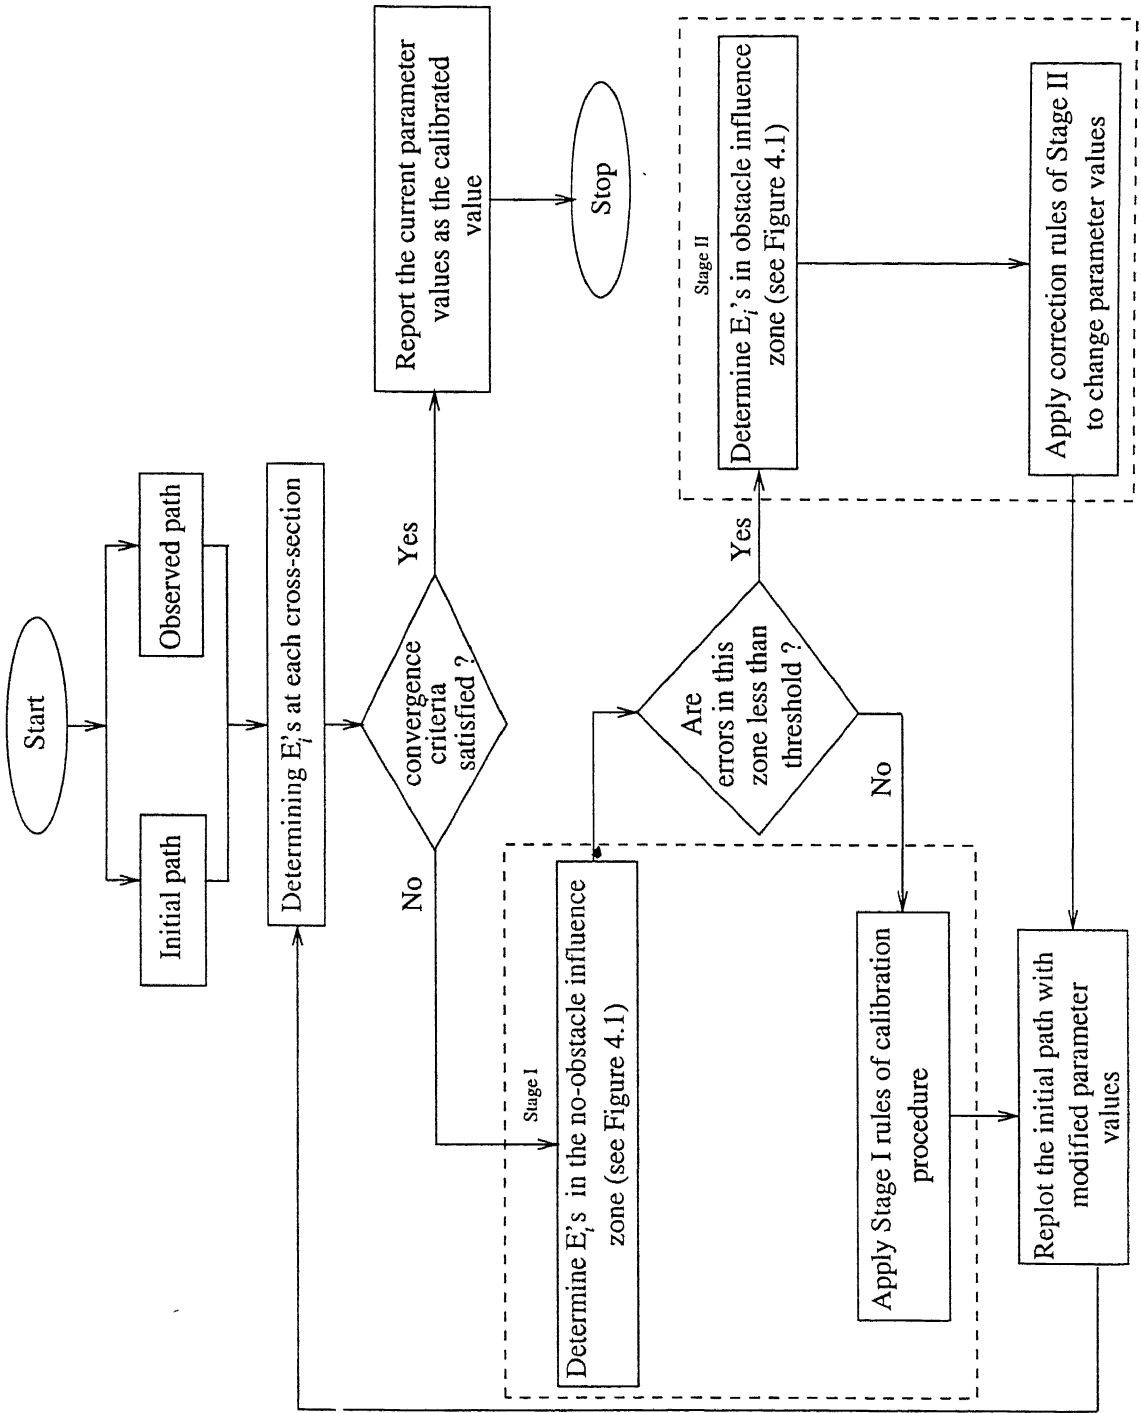 Start
Initial path
Observed path
Determining Ei's at each cross-section
convergence
criteria
satisfied ?
Yes
No
Report the current parameter
values as the calibrated
value
Stop
Stage I
Determine Ei's in the no-obstacle influence
zone (see Figure 4.1)
Are
errors in this
zone less than
threshold ?
Yes
No
Stage II
Determine Ei's in obstacle influence
zone (see Figure 4.1)
Apply correction rules of Stage II
to change parameter values
Apply Stage I rules of calibration
procedure
Replot the initial path with
modified parameter
values